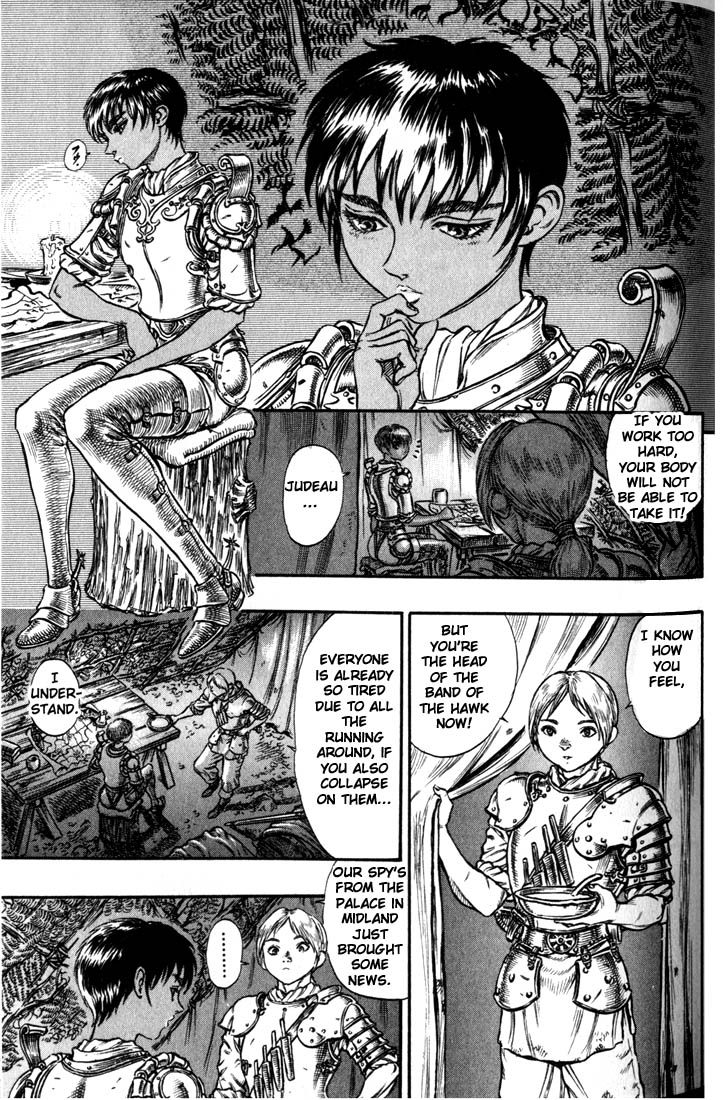 IF YOU
WORK TOO
HARD,
YOUR BODY
WILL NOT
BE ABLE TO
TAKE IT!
JUDEAU
...
I KNOW
HOW
YOU
FEEL,
BUT
YOU'RE
THE HEAD
OF THE
BAND OF
THE HAWK
NOW!
EVERYONE
IS ALREADY
SO TIRED
DUE TO ALL
THE
RUNNING
AROUND, IF
YOU ALSO
COLLAPSE
ON THEM...
I
UNDER-
STAND.
OUR SPY'S
FROM THE
PALACE IN
MIDLAND
JUST
BROUGHT
SOME
NEWS.
......